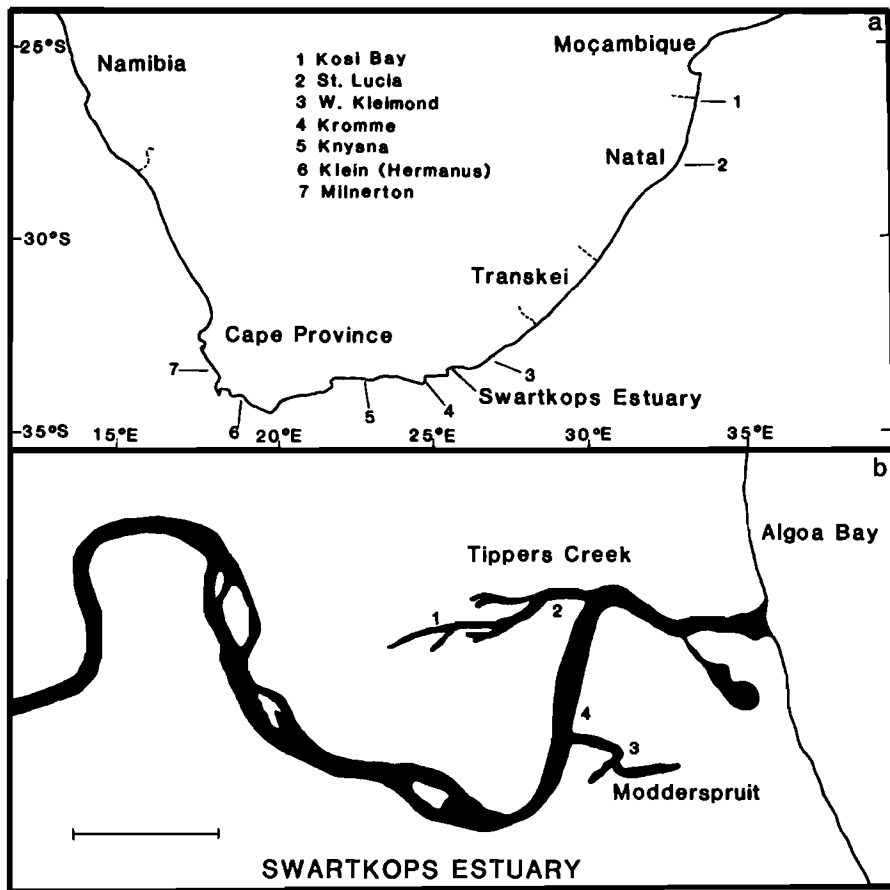 a
25°S
Namibia
Moçambique
1 Kosi Bay
2 St. Lucia
3 W. Kleimond
4 Kromme
5 Knysna
6 Klein (Hermanus)
7 Milnerton
1
Natal
2
30°S
Transkei
Cape Province
7
3
Swartkops Estuary
4
5
6
35°S
15°E
20°E
25°E
30°E
35°E
b
Algoa Bay
Tippers Creek
1
2
4
3
Modderspruit
SWARTKOPS ESTUARY